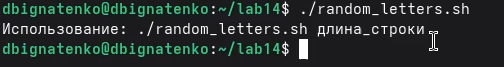 dbignatenko@dbignatenko:~/lab14$ ./random_letters.sh
Использование: ./random_letters.sh длина_строки
dbignatenko@dbignatenko:~/lab14$